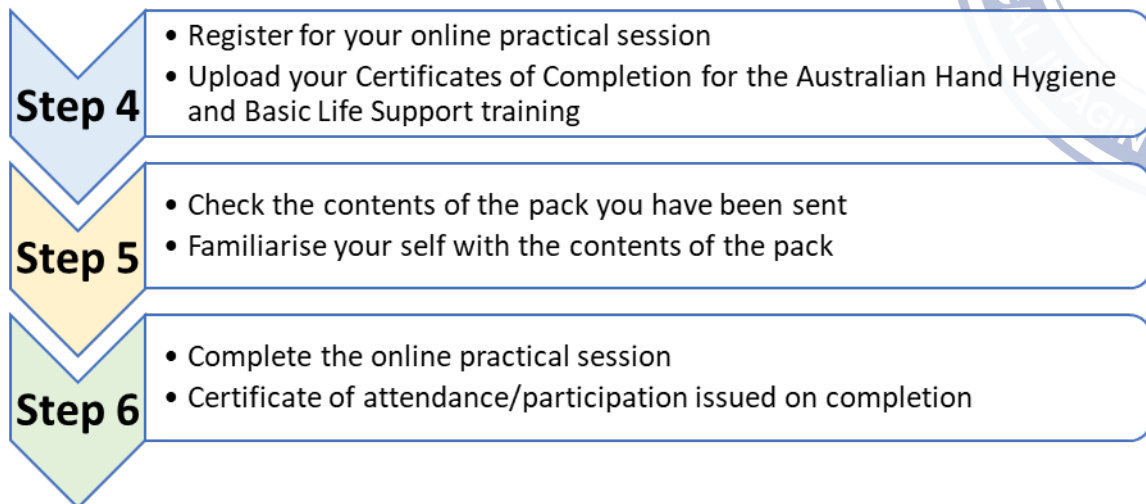 Step 4
• Register for your online practical session
• Upload your Certificates of Completion for the Australian Hand Hygiene
and Basic Life Support training
Step 5
• Check the contents of the pack you have been sent
• Familiarise your self with the contents of the pack
Step 6
• Complete the online practical session
• Certificate of attendance/participation issued on completion